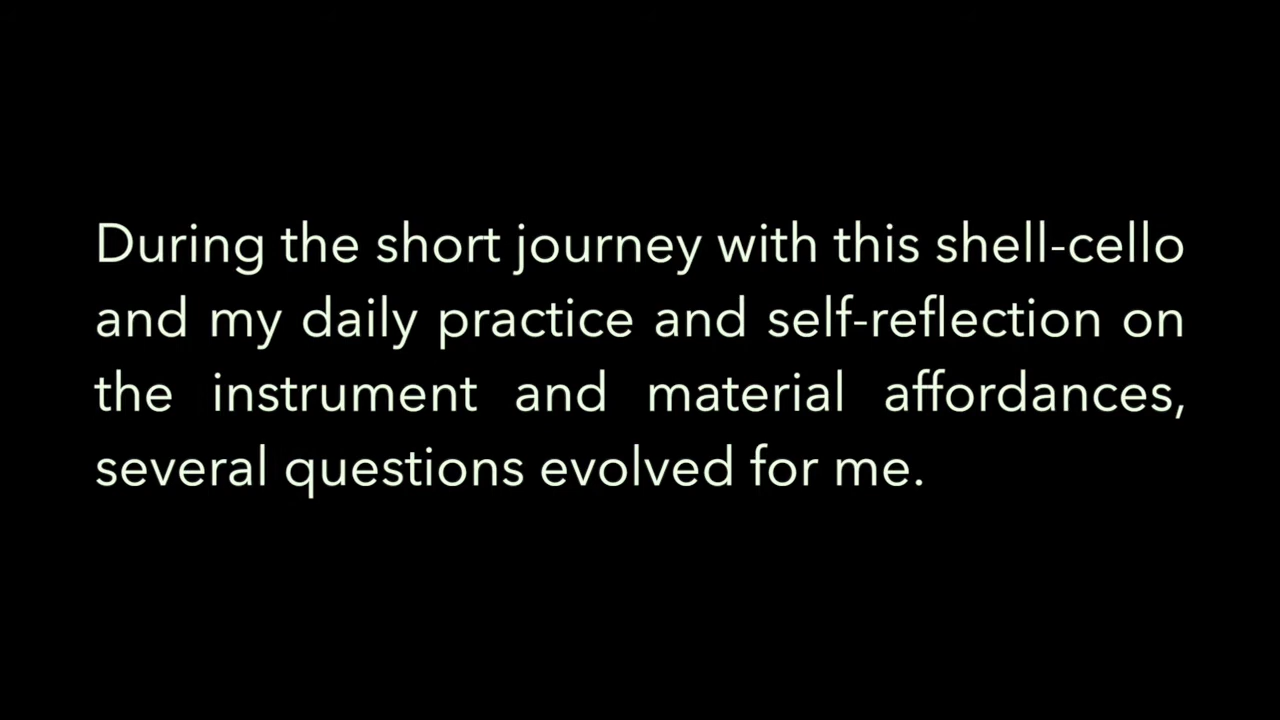 During the short journey with this shell-cello
and my daily practice and self-reflection on
the instrument and material affordances,
several questions evolved for me.